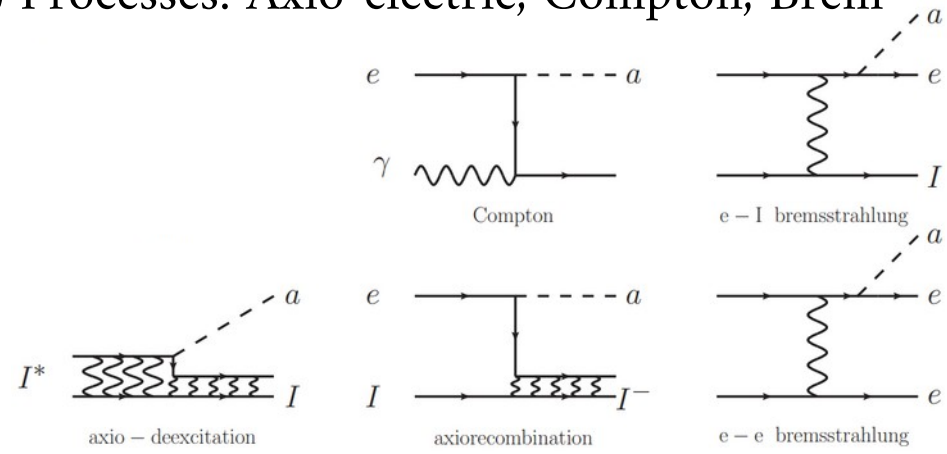 Processes: Axio-electric, Compton, Brem
a
e
a
e
γ
I
Compton
e – I bremsstrahlung
a
a
e
a
e
I*
I
I
I⁻
e
axio – deexcitation
axiorecombination
e – e bremsstrahlung